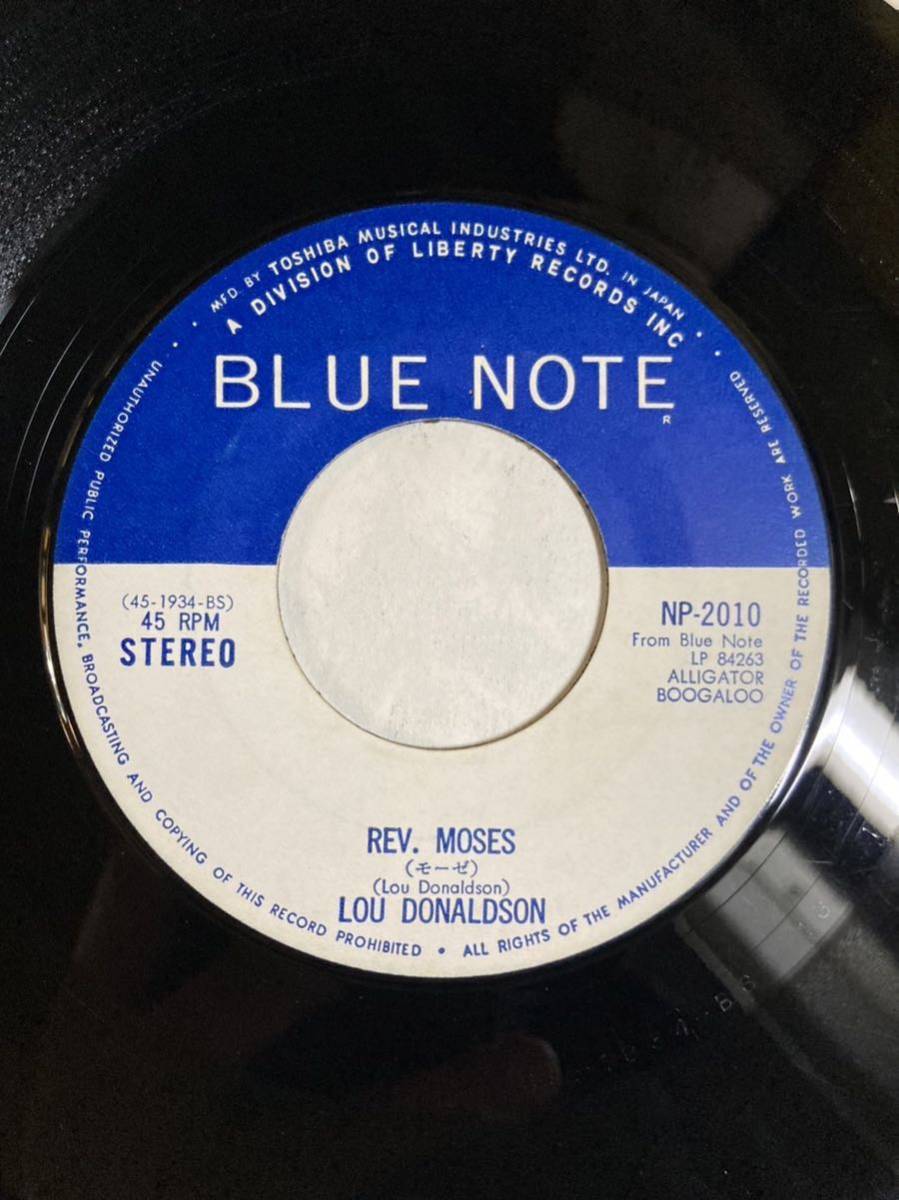 MFD. BY TOSHIBA MUSICAL INDUSTRIES LTD. IN JAPAN
A DIVISION OF LIBERTY RECORDS INC
BLUE NOTE
R
(45-1934-BS)
45 RPM
STEREO
NP-2010
From Blue Note
LP 84263
ALLIGATOR
BOOGALOO
REV. MOSES
(モーゼ)
(Lou Donaldson)
LOU DONALDSON
UNAUTHORIZED PUBLIC PERFORMANCE, BROADCASTING AND COPYING OF THIS RECORD PROHIBITED • ALL RIGHTS OF THE MANUFACTURER AND OF THE OWNER OF THE RECORDED WORK ARE RESERVED